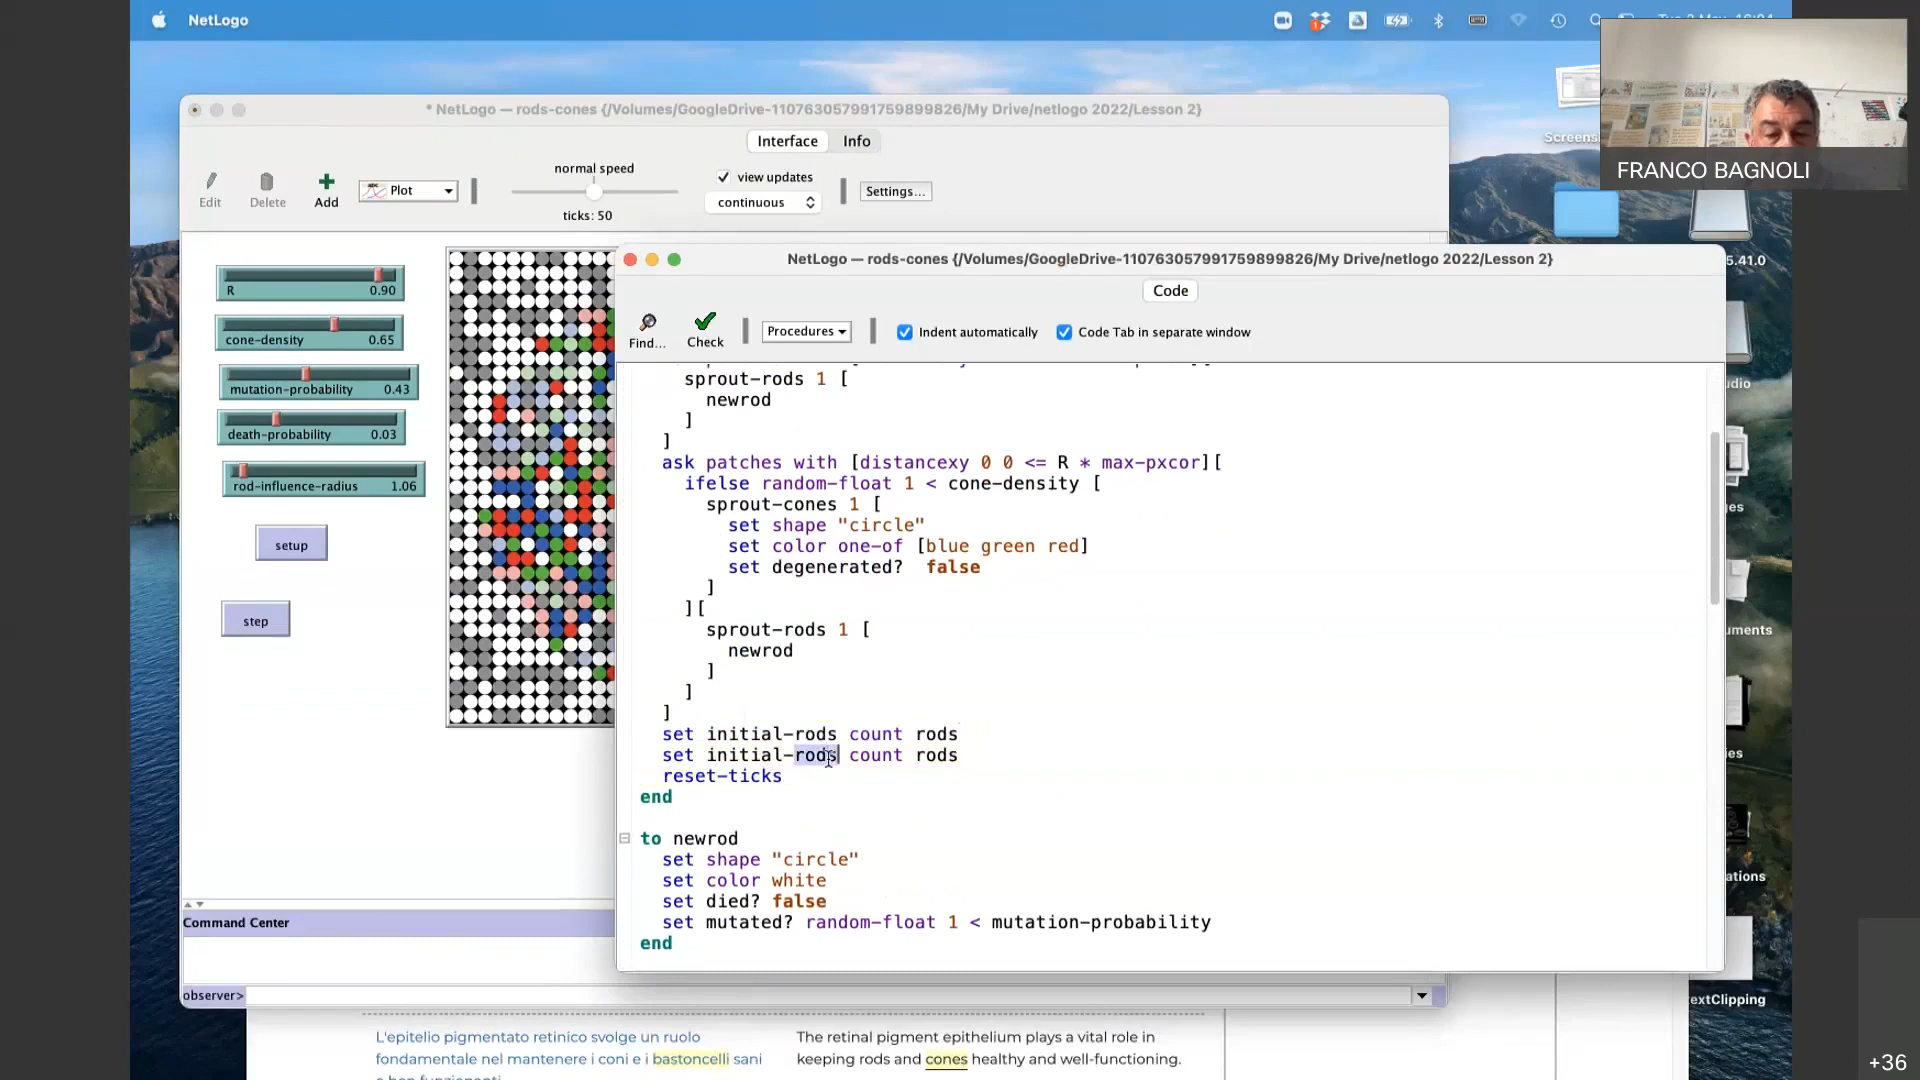 NetLogo
* NetLogo — rods-cones {/Volumes/GoogleDrive-110763057991759899826/My Drive/netlogo 2022/Lesson 2}
Interface
Info
normal speed
view updates
Edit
Delete
Add
Plot
continuous
Settings...
ticks: 50
Screens
FRANCO BAGNOLI
R
0.90
cone-density
0.65
mutation-probability
0.43
death-probability
0.03
rod-influence-radius
1.06
setup
step
NetLogo — rods-cones {/Volumes/GoogleDrive-110763057991759899826/My Drive/netlogo 2022/Lesson 2}
Code
Find...
Check
Procedures
Indent automatically
Code Tab in separate window
sprout-rods 1 [
newrod
]
]
ask patches with [distancexy 0 0 <= R * max-pxcor][
ifelse random-float 1 < cone-density [
sprout-cones 1 [
set shape "circle"
set color one-of [blue green red]
set degenerated? false
]
][
sprout-rods 1 [
newrod
]
]
]
set initial-rods count rods
set initial-rods count rods
reset-ticks
end
to newrod
set shape "circle"
set color white
set died? false
set mutated? random-float 1 < mutation-probability
end
Command Center
observer>
5.41.0
L'epitelio pigmentato retinico svolge un ruolo
fondamentale nel mantenere i coni e i bastoncelli sani
The retinal pigment epithelium plays a vital role in
keeping rods and cones healthy and well-functioning.
extClipping
+36